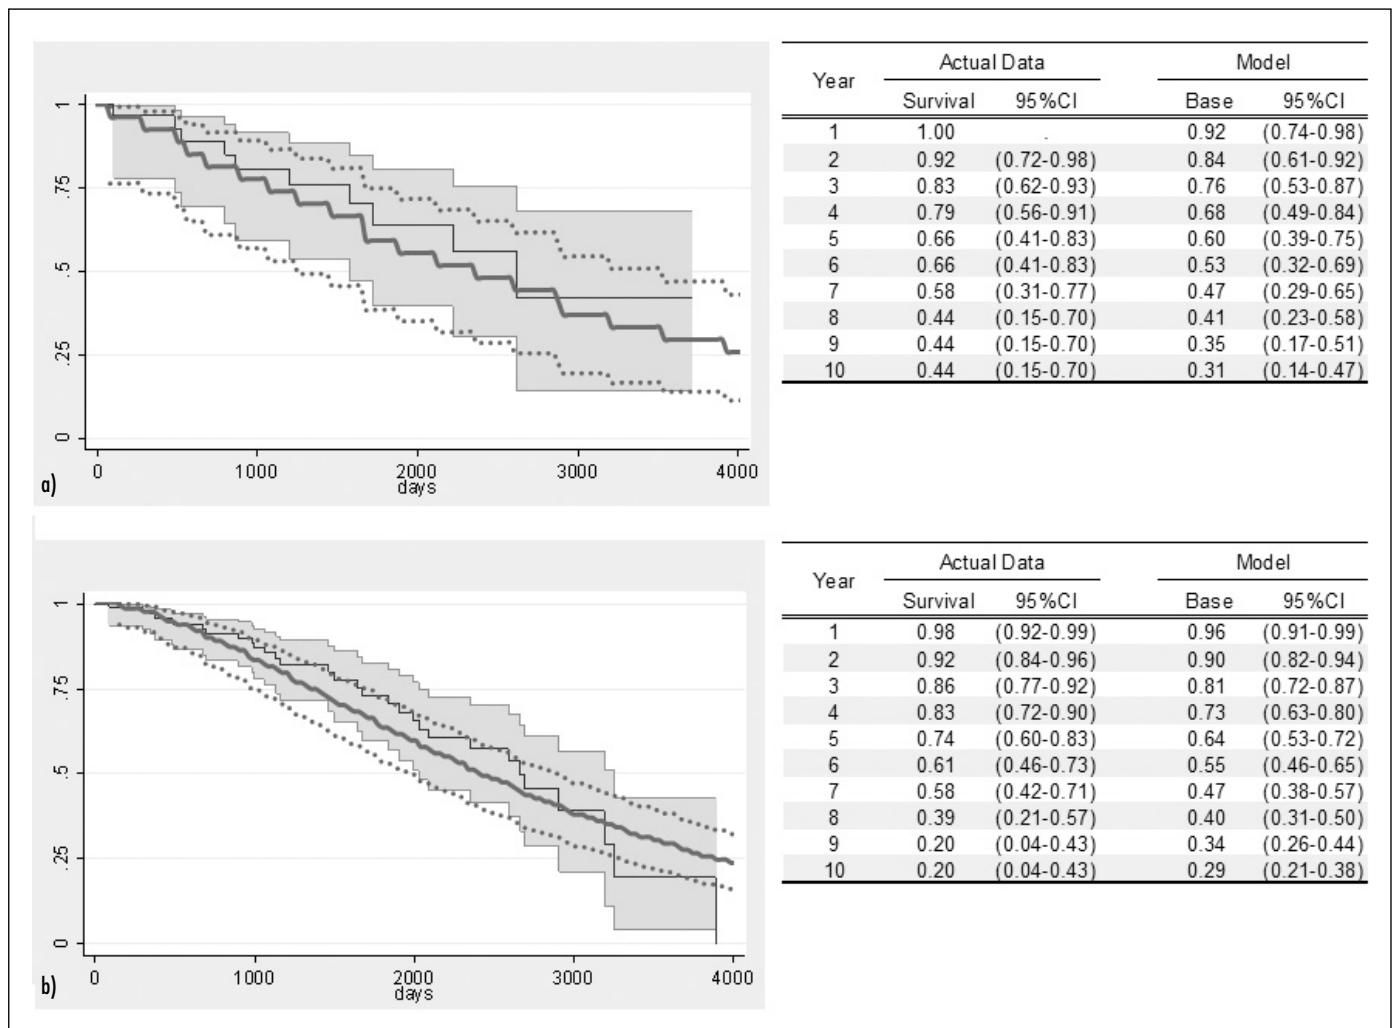 1
.75
.5
.25
0
0 1000 2000 3000 4000
days
a)
Year Actual Data Model
Survival 95%CI Base 95%CI
1 1.00 . 0.92 (0.74-0.98)
2 0.92 (0.72-0.98) 0.84 (0.61-0.92)
3 0.83 (0.62-0.93) 0.76 (0.53-0.87)
4 0.79 (0.56-0.91) 0.68 (0.49-0.84)
5 0.66 (0.41-0.83) 0.60 (0.39-0.75)
6 0.66 (0.41-0.83) 0.53 (0.32-0.69)
7 0.58 (0.31-0.77) 0.47 (0.29-0.65)
8 0.44 (0.15-0.70) 0.41 (0.23-0.58)
9 0.44 (0.15-0.70) 0.35 (0.17-0.51)
10 0.44 (0.15-0.70) 0.31 (0.14-0.47)
1
.75
.5
.25
0
0 1000 2000 3000 4000
days
b)
Year Actual Data Model
Survival 95%CI Base 95%CI
1 0.98 (0.92-0.99) 0.96 (0.91-0.99)
2 0.92 (0.84-0.96) 0.90 (0.82-0.94)
3 0.86 (0.77-0.92) 0.81 (0.72-0.87)
4 0.83 (0.72-0.90) 0.73 (0.63-0.80)
5 0.74 (0.60-0.83) 0.64 (0.53-0.72)
6 0.61 (0.46-0.73) 0.55 (0.46-0.65)
7 0.58 (0.42-0.71) 0.47 (0.38-0.57)
8 0.39 (0.21-0.57) 0.40 (0.31-0.50)
9 0.20 (0.04-0.43) 0.34 (0.26-0.44)
10 0.20 (0.04-0.43) 0.29 (0.21-0.38)